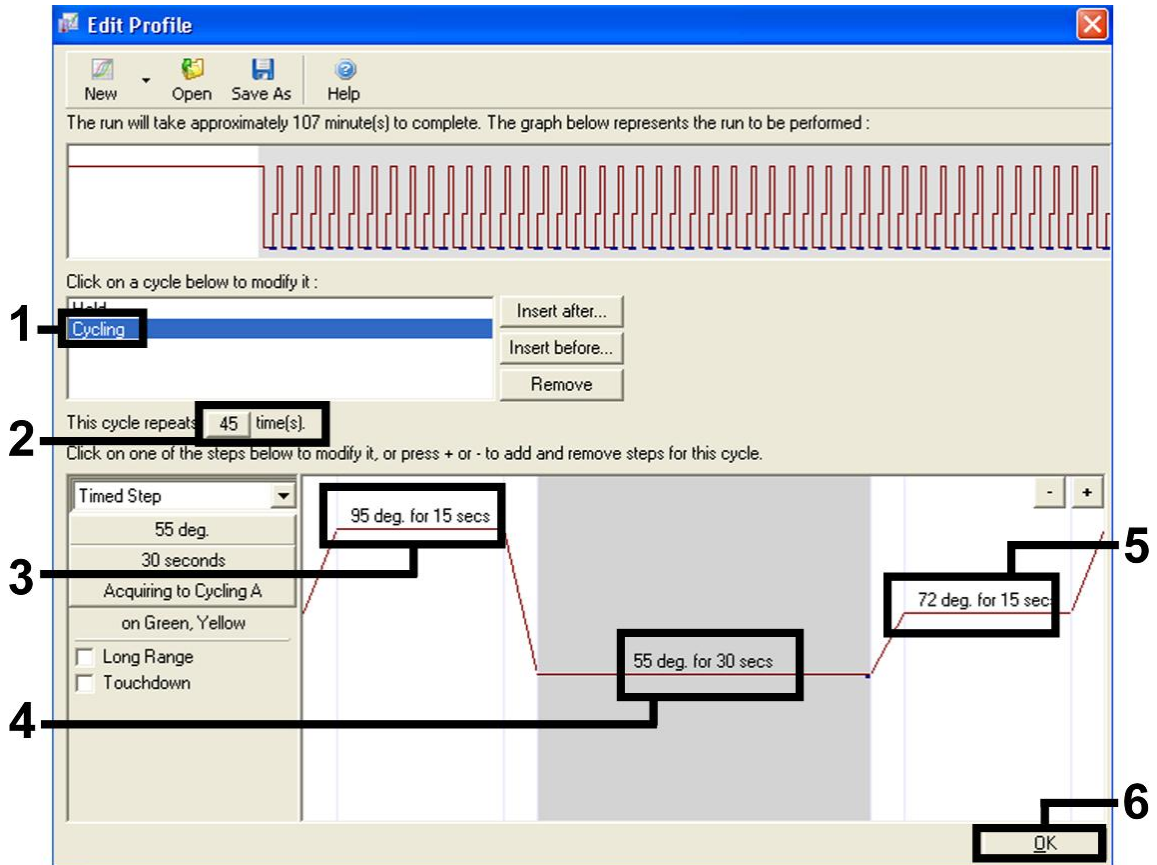 Edit Profile
New Open Save As Help
The run will take approximately 107 minute(s) to complete. The graph below represents the run to be performed :
Click on a cycle below to modify it :
Hold
1
Cycling
Insert after...
Insert before...
Remove
2
This cycle repeats 45 time(s).
Click on one of the steps below to modify it, or press + or - to add and remove steps for this cycle.
Timed Step
55 deg.
30 seconds
Acquiring to Cycling A
on Green, Yellow
Long Range
Touchdown
- +
95 deg. for 15 secs
3
55 deg. for 30 secs
4
72 deg. for 15 sec
5
6
OK